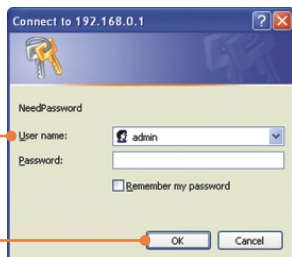 Connect to 192.168.0.1
NeedPassword
User name: admin
Password:
Remember my password
OK Cancel